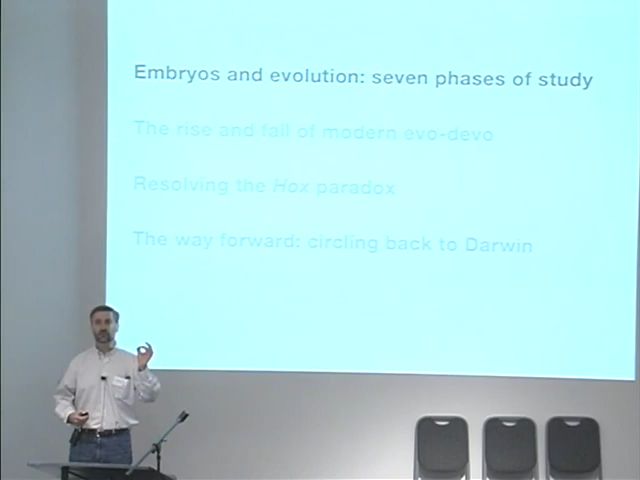 Embryos and evolution: seven phases of study
The rise and fall of modern evo-devo
Resolving the Hox paradox
The way forward: circling back to Darwin